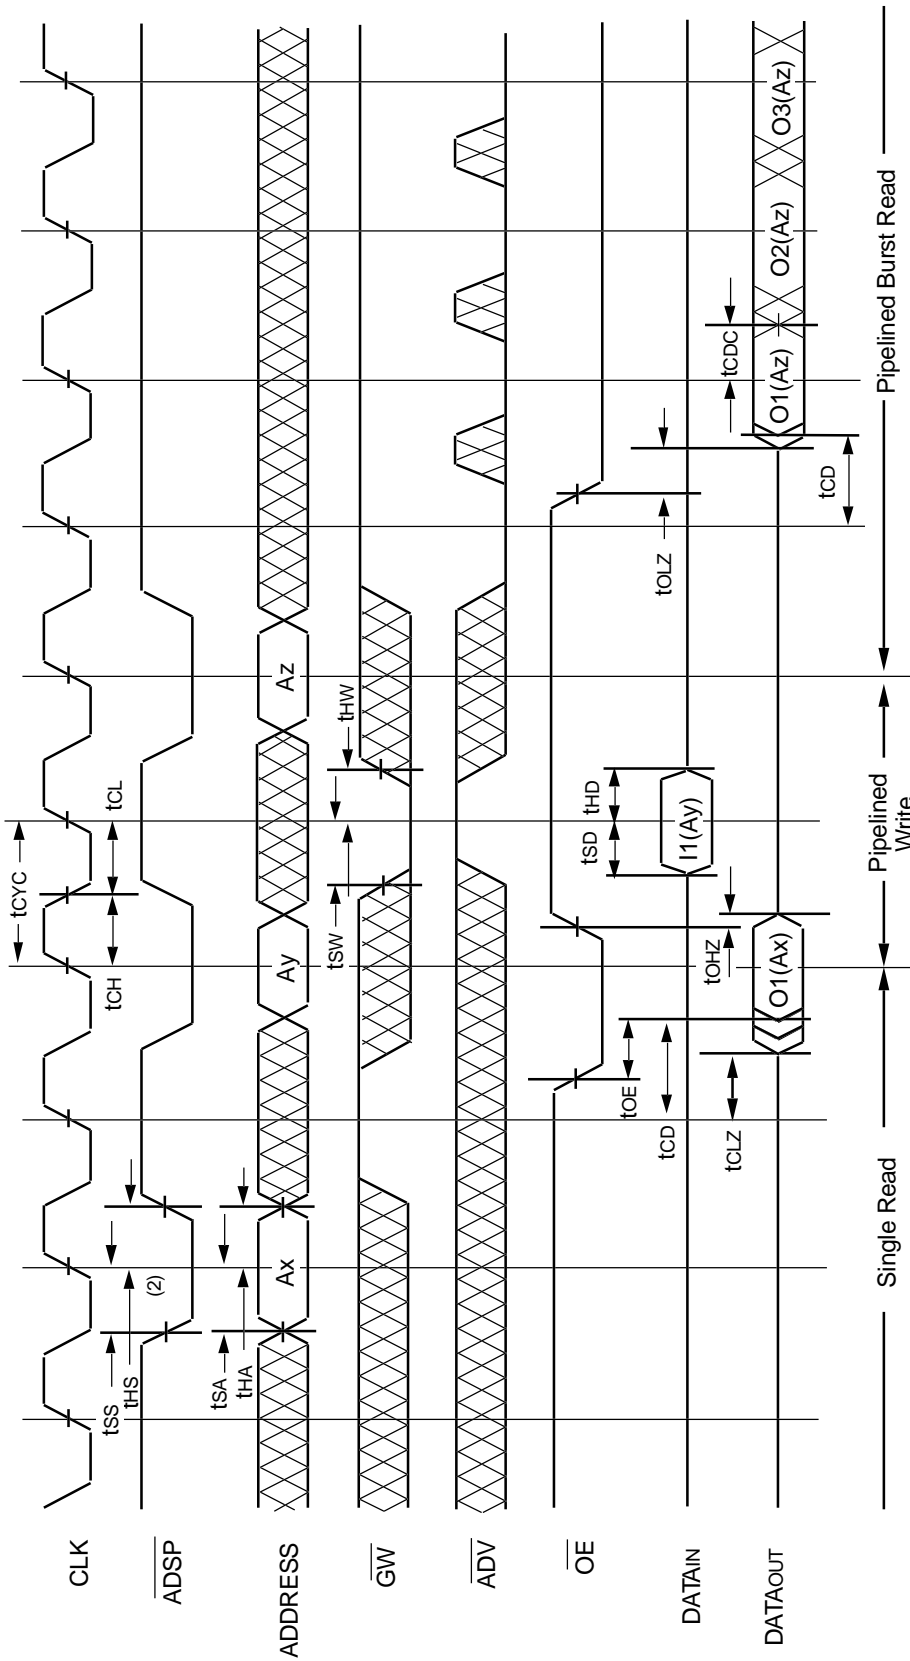 CLK
tCYC
tCH
tCL
ADSP
tSS
tHS
(2)
ADDRESS
tSA
tHA
Ax
Ay
Az
GW
tSW
tHW
ADV
OE
tOE
tOHZ
tOLZ
DATAIN
tCD
tSD
tHD
I1(Ay)
DATAOUT
tCLZ
O1(Ax)
tCD
tCDC
O1(Az)
O2(Az)
O3(Az)
Single Read
Pipelined
Write
Pipelined Burst Read